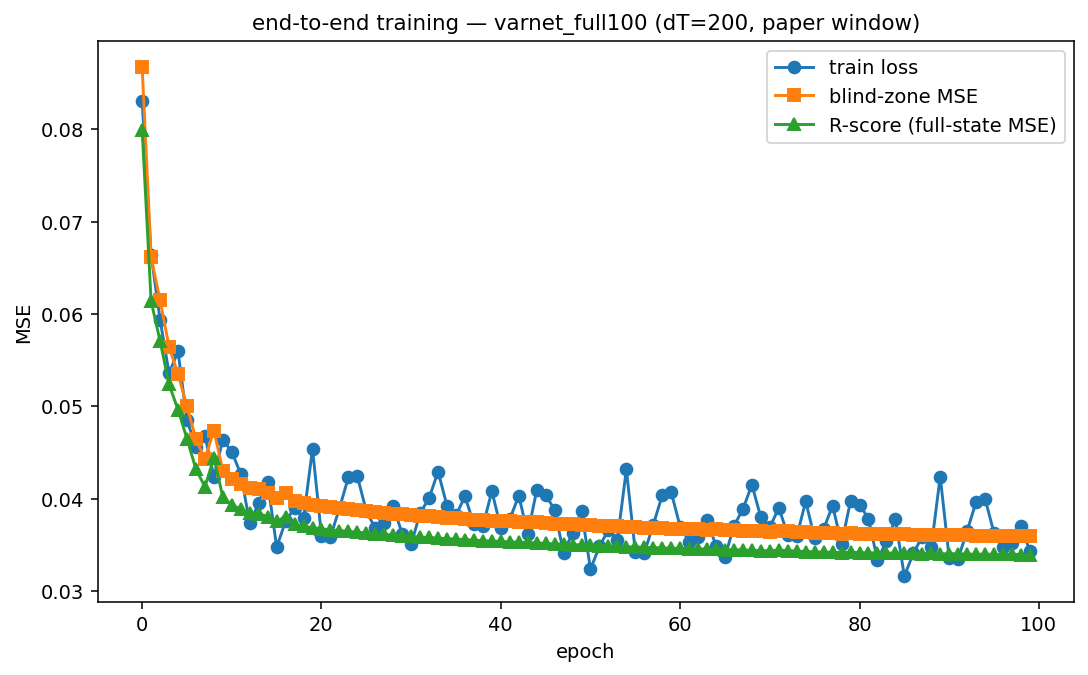 end-to-end training — varnet_full100 (dT=200, paper window)
train loss
blind-zone MSE
R-score (full-state MSE)
MSE
0.08
0.07
0.06
0.05
0.04
0.03
0
20
40
60
80
100
epoch